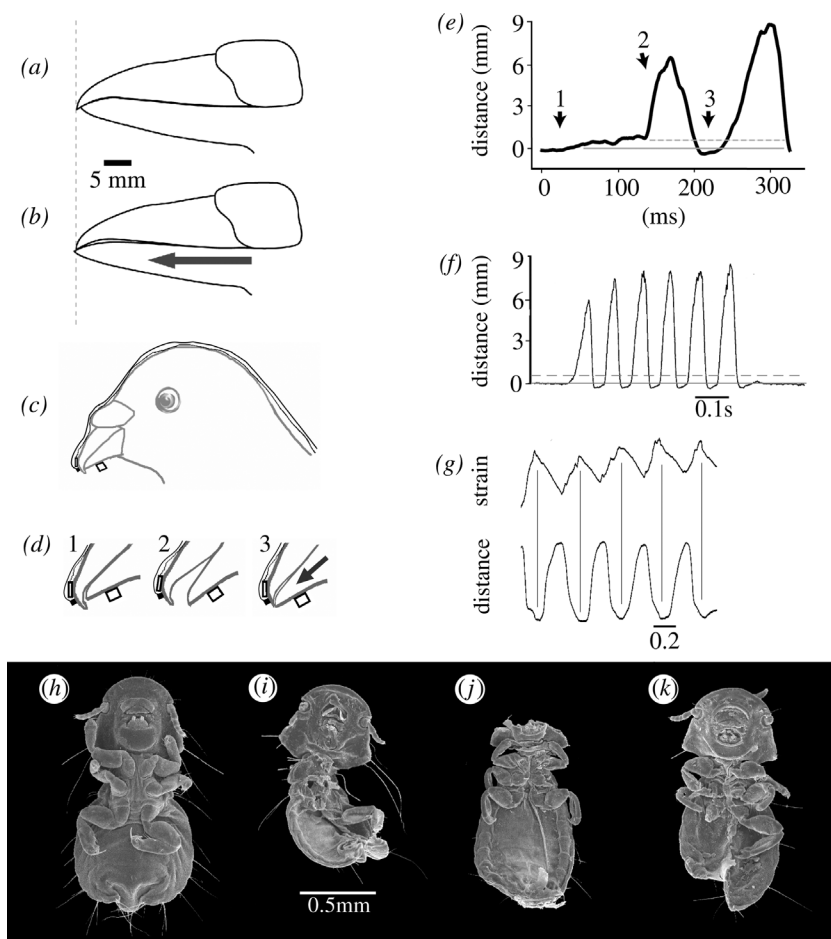 (a)
5 mm
(b)
(c)
(d) 1 2 3
(e)
distance (mm)
9
6
3
0
1
2
3
0 100 200 300
(ms)
(f)
distance (mm)
9
6
3
0
0.1s
(g)
strain
distance
0.2
(h) (i) (j) (k)
0.5mm